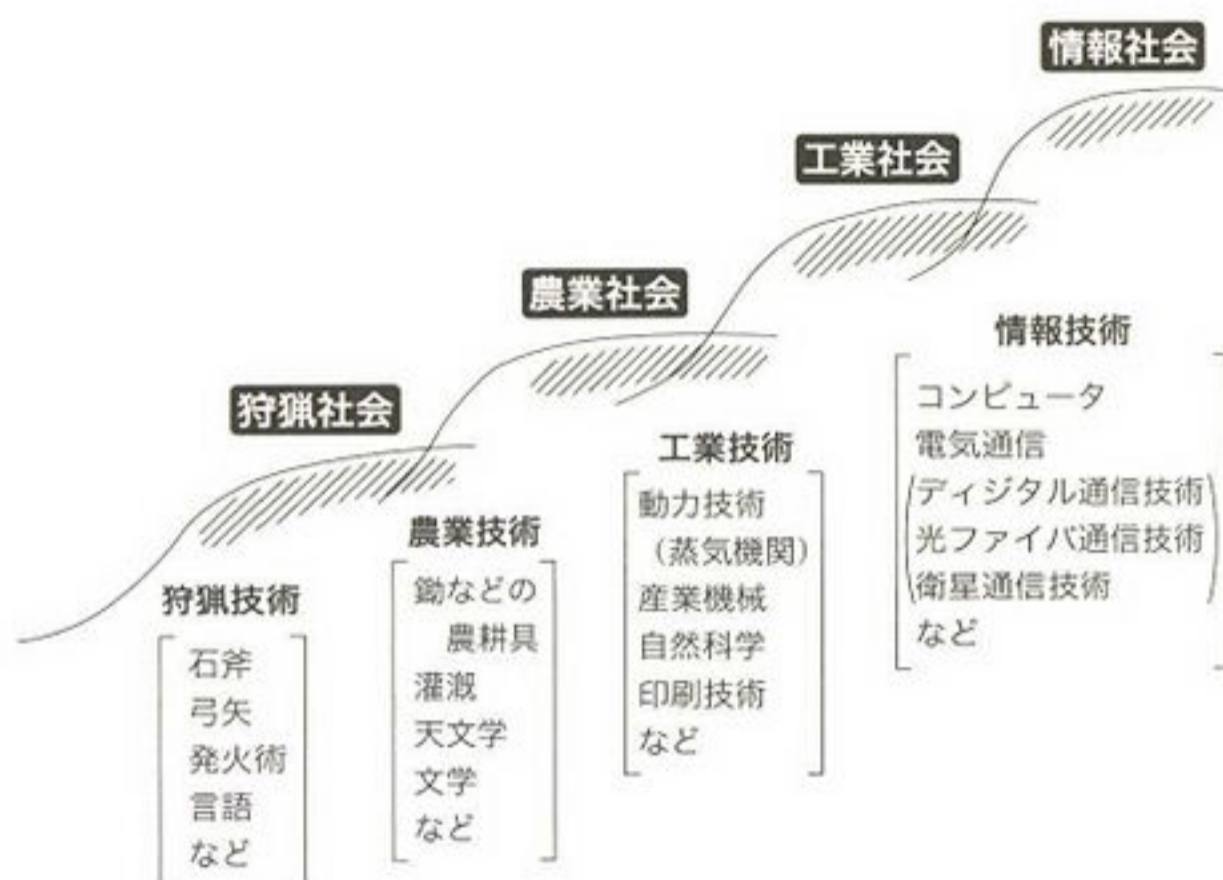 情報社会
工業社会
農業社会
狩猟社会
狩猟技術
石斧
弓矢
発火術
言語
など
農業技術
鋤などの
農耕具
灌漑
天文学
文学
など
工業技術
動力技術
（蒸気機関）
産業機械
自然科学
印刷技術
など
情報技術
コンピュータ
電気通信
(ディジタル通信技術
光ファイバ通信技術
衛星通信技術)
など